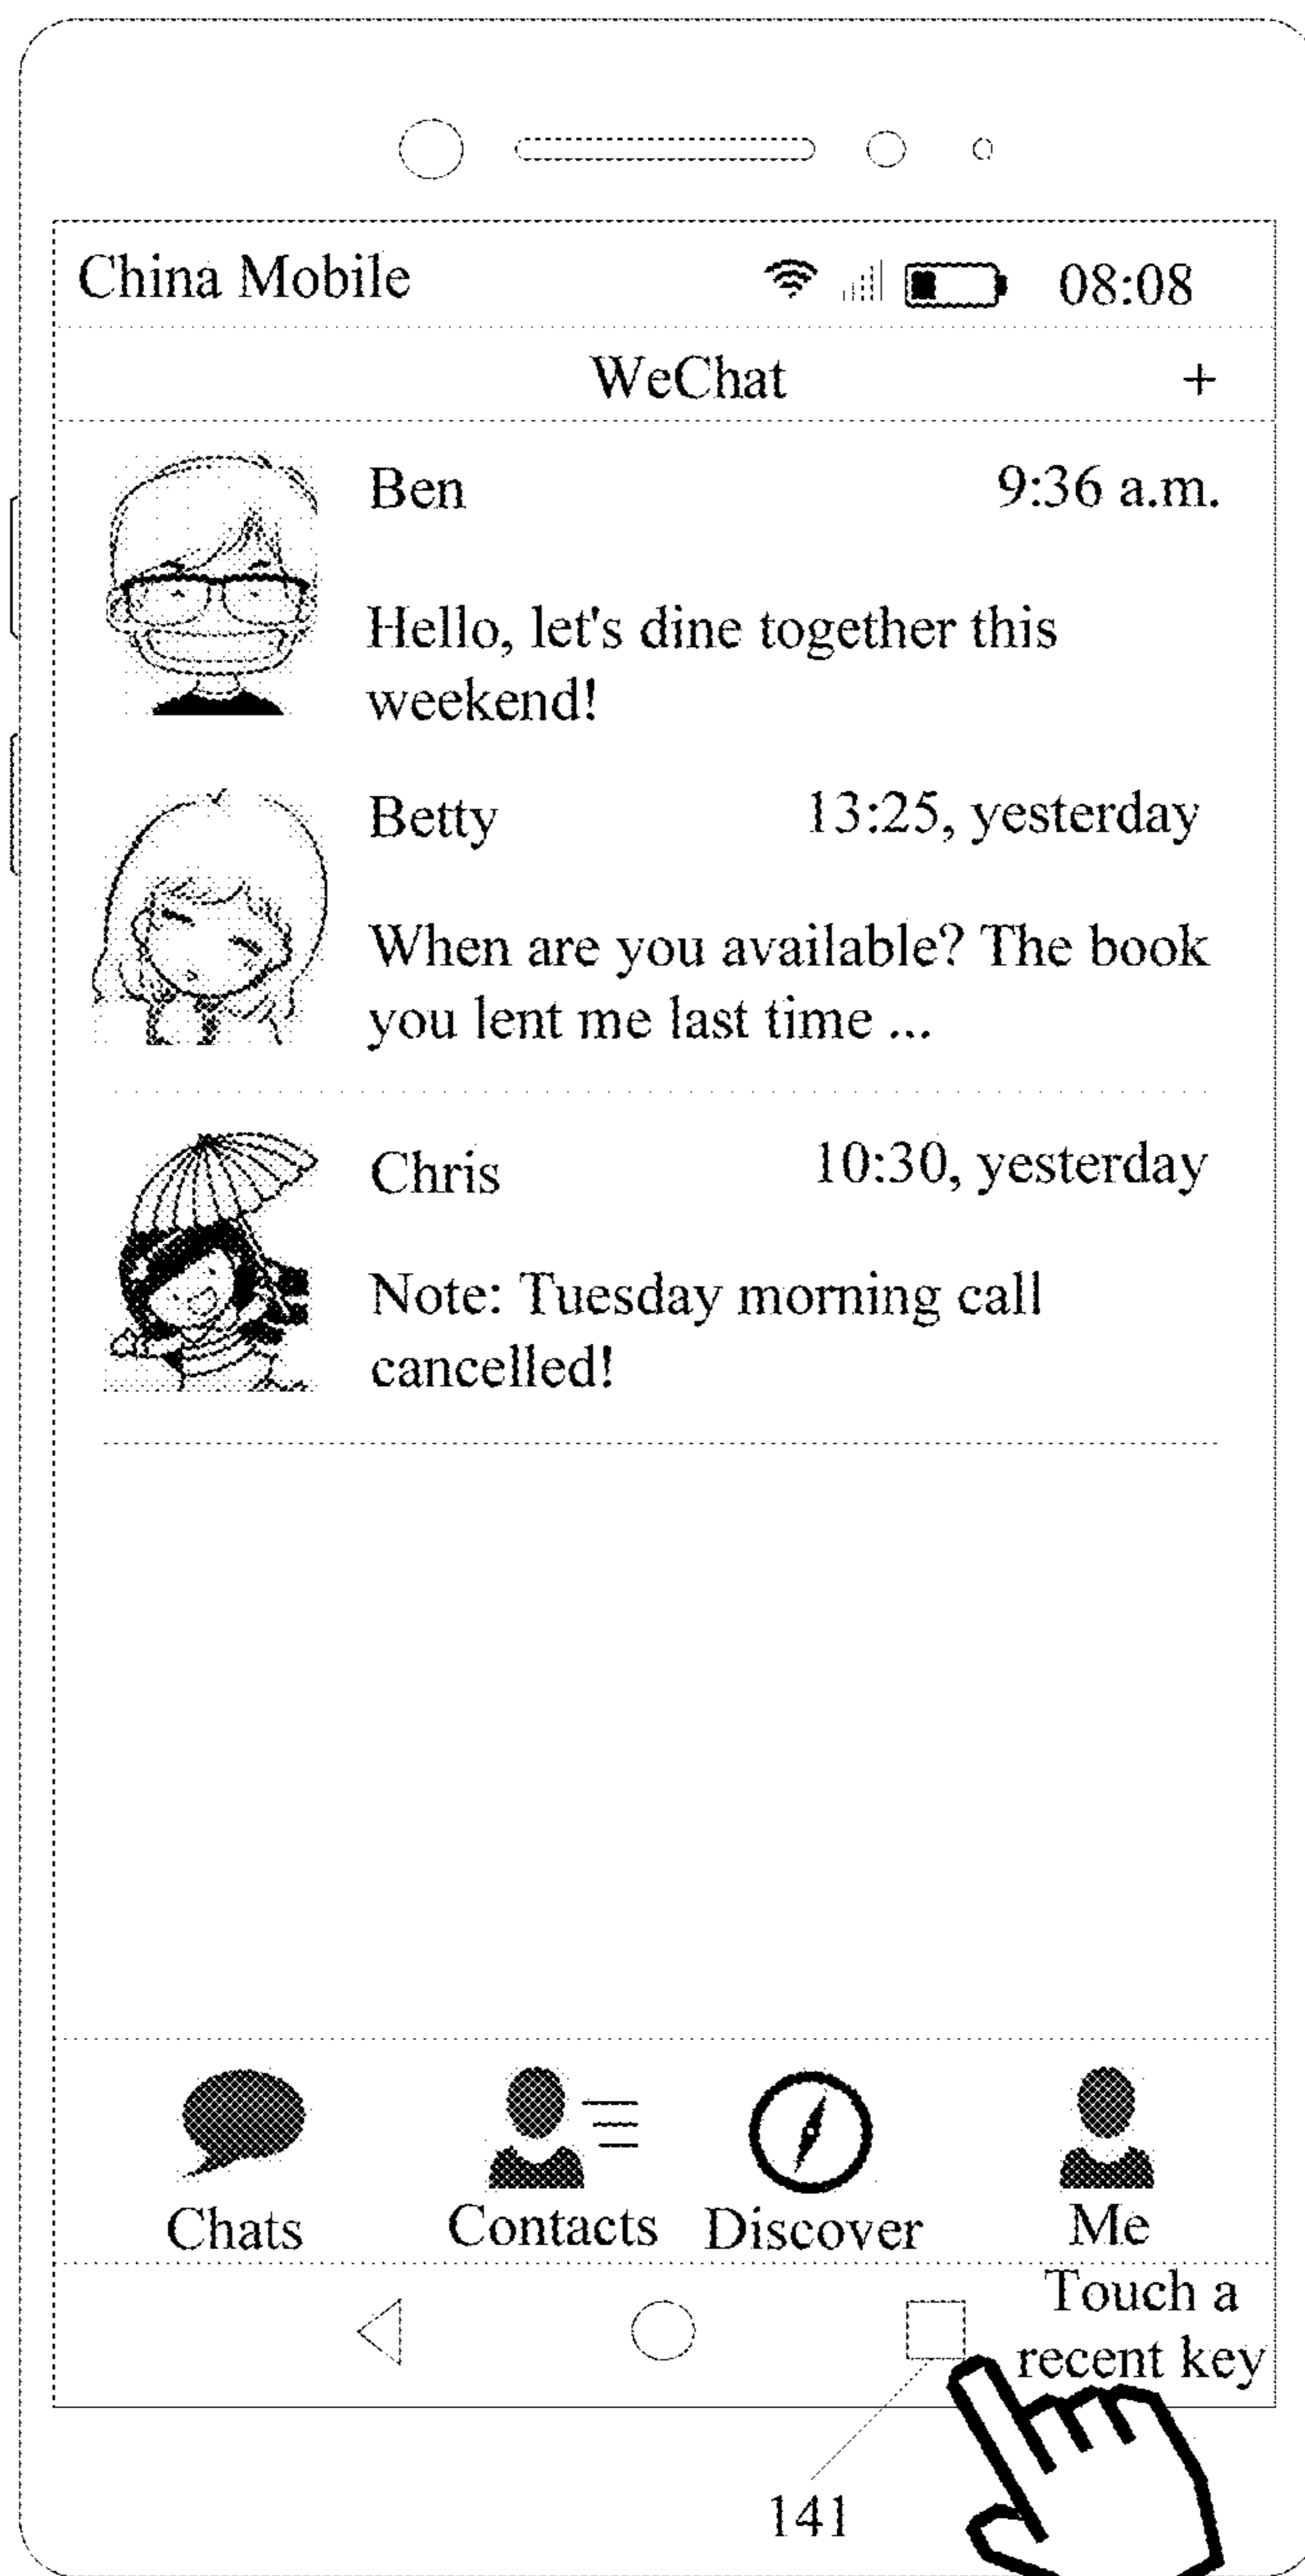 China Mobile 08:08
WeChat +
Ben 9:36 a.m.
Hello, let's dine together this
weekend!
Betty 13:25, yesterday
When are you available? The book
you lent me last time ...
Chris 10:30, yesterday
Note: Tuesday morning call
cancelled!
Chats Contacts Discover Me
Touch a
recent key
141